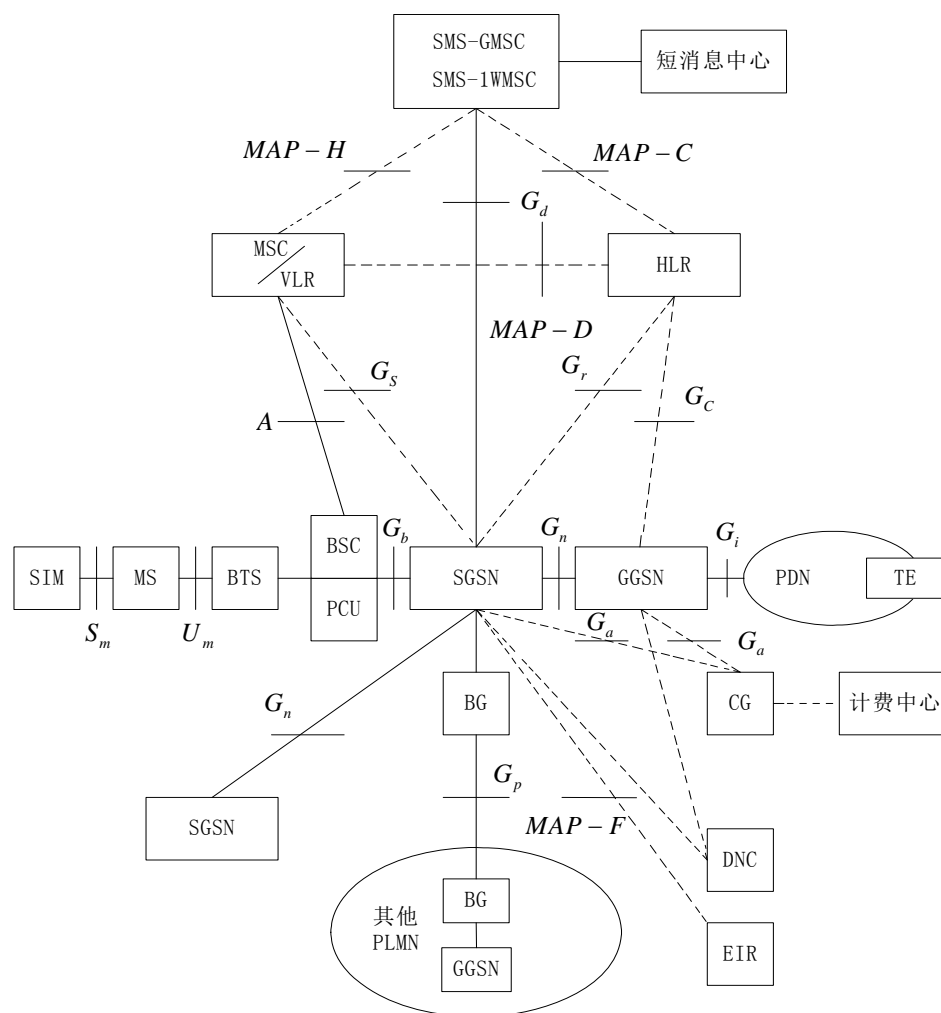 SMS-GMSC
SMS-1WMSC
短消息中心
MAP-H
MAP-C
G_d
MSC
VLR
HLR
MAP-D
G_S
G_r
G_C
A
BSC
G_b
G_n
G_i
SIM
MS
BTS
PCU
SGSN
GGSN
PDN
TE
S_m
U_m
G_a
G_a
G_n
BG
CG
计费中心
G_p
SGSN
MAP-F
DNC
其他
PLMN
BG
GGSN
EIR